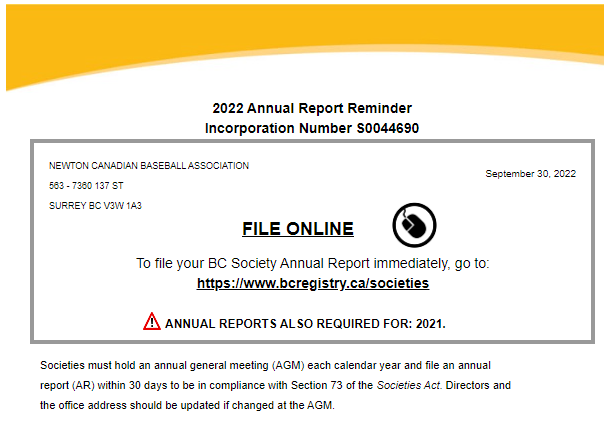 2022 Annual Report Reminder
Incorporation Number S0044690
NEWTON CANADIAN BASEBALL ASSOCIATION
September 30, 2022
563 - 7360 137 ST
SURREY BC V3W 1A3
FILE ONLINE
To file your BC Society Annual Report immediately, go to:
https://www.bcregistry.ca/societies
ANNUAL REPORTS ALSO REQUIRED FOR: 2021.
Societies must hold an annual general meeting (AGM) each calendar year and file an annual
report (AR) within 30 days to be in compliance with Section 73 of the Societies Act. Directors and
the office address should be updated if changed at the AGM.